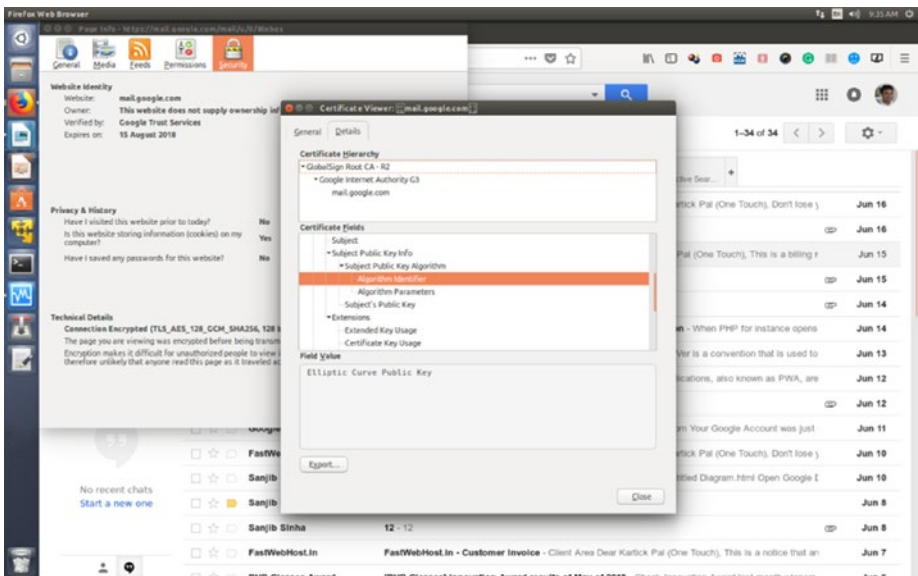 Firefox Web Browser
9:35 AM
Page Info - https://mail.google.com/mail/u/0/#inbox
General Media Feeds Permissions Security
Website Identity
Website: mail.google.com
Owner: This website does not supply ownership
Verified by: Google Trust Services
Expires on: 15 August 2018
Privacy & History
Have I visited this website prior to today? No
Is this website storing information (cookies) on my computer? Yes
Have I saved any passwords for this website? No
Technical Details
Connection Encrypted (TLS_AES_128_GCM_SHA256, 128
The page you are viewing was encrypted before being
Encryption makes it difficult for unauthorized people to view
therefore unlikely that anyone read this page as it traveled
Certificate Viewer: "mail.google.com"
General Details
Certificate Hierarchy
GlobalSign Root CA - R2
Google Internet Authority G3
mail.google.com
Certificate Fields
Subject
Subject Public Key Info
Subject Public Key Algorithm
Algorithm Identifier
Algorithm Parameters
Subject's Public Key
Extensions
Extended Key Usage
Certificate Key Usage
Field Value
Elliptic Curve Public Key
Export...
Close
1–34 of 34
Pal (One Touch), Don't lose Jun 16
Jun 16
Pal (One Touch), This is a billing Jun 15
Jun 15
Jun 14
- When PHP for instance opens Jun 14
is a convention that is used to Jun 13
also known as PWA, are Jun 12
Jun 12
Your Google Account was just Jun 11
Pal (One Touch), Don't lose Jun 10
Diagram.html Open Google Jun 10
Sanjib Jun 8
Sanjib Sinha 12 - 12 Jun 8
FastWebHost.in FastWebHost.in - Customer Invoice - Client Area Dear Kartick Pal (One Touch), This is a notice that Jun 7
No recent chats
Start a new one